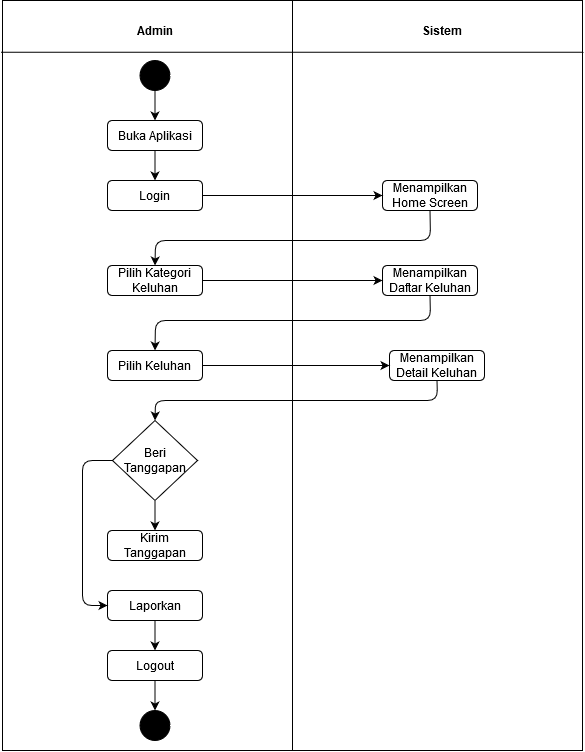 Admin
Sistem
Buka Aplikasi
Login
Menampilkan
Home Screen
Pilih Kategori
Keluhan
Menampilkan
Daftar Keluhan
Pilih Keluhan
Menampilkan
Detail Keluhan
Beri
Tanggapan
Kirim
Tanggapan
Laporkan
Logout